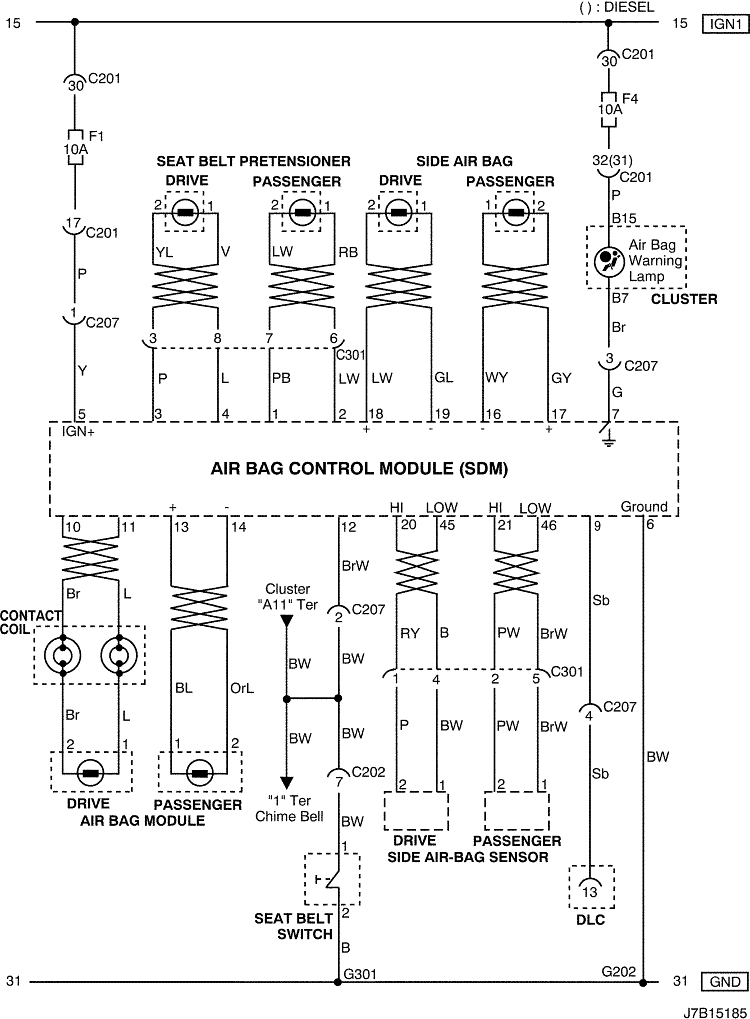 ( ) : DIESEL
15 15 IGN1
30 C201 30 C201
F1 10A F4 10A
SEAT BELT PRETENSIONER SIDE AIR BAG 32(31) C201
DRIVE PASSENGER DRIVE PASSENGER
2 1 2 1 2 1 1 2 P
17 C201 B15
YL V LW RB Air Bag
Warning
Lamp
P B7 CLUSTER
1 C207 Br
3 8 7 6 C301 3 C207
Y P L PB LW LW GL WY GY G
5 3 4 1 2 18 19 16 17 7
IGN+ + - - +
AIR BAG CONTROL MODULE (SDM)
+ - HI LOW HI LOW Ground
10 11 13 14 12 20 45 21 46 9 6
BrW
Br L Cluster Sb
"A11" Ter 2 C207
CONTACT
COIL
RY B PW BrW
BW BW
1 4 2 5 C301
BL OrL
Br L 4 C207
BW BW P BW PW BrW
2 1 1 2 BW
7 C202 Sb
2 1 2 1
DRIVE PASSENGER "1" Ter
AIR BAG MODULE Chime Bell
BW DRIVE PASSENGER
1 SIDE AIR-BAG SENSOR
13
2 DLC
SEAT BELT
SWITCH
B
31 G301 G202 31 GND
J7B15185